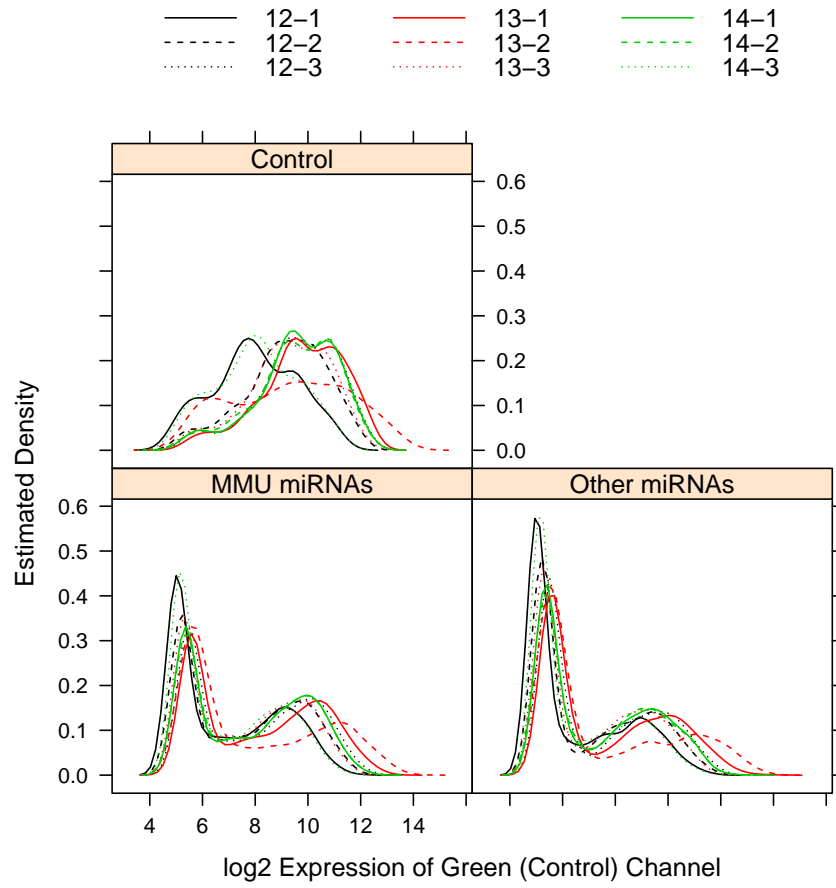 12−1 13−1 14−1
12−2 13−2 14−2
12−3 13−3 14−3
Control
0.6
0.5
0.4
0.3
0.2
0.1
0.0
Estimated Density
MMU miRNAs Other miRNAs
0.6
0.5
0.4
0.3
0.2
0.1
0.0
4 6 8 10 12 14
log2 Expression of Green (Control) Channel